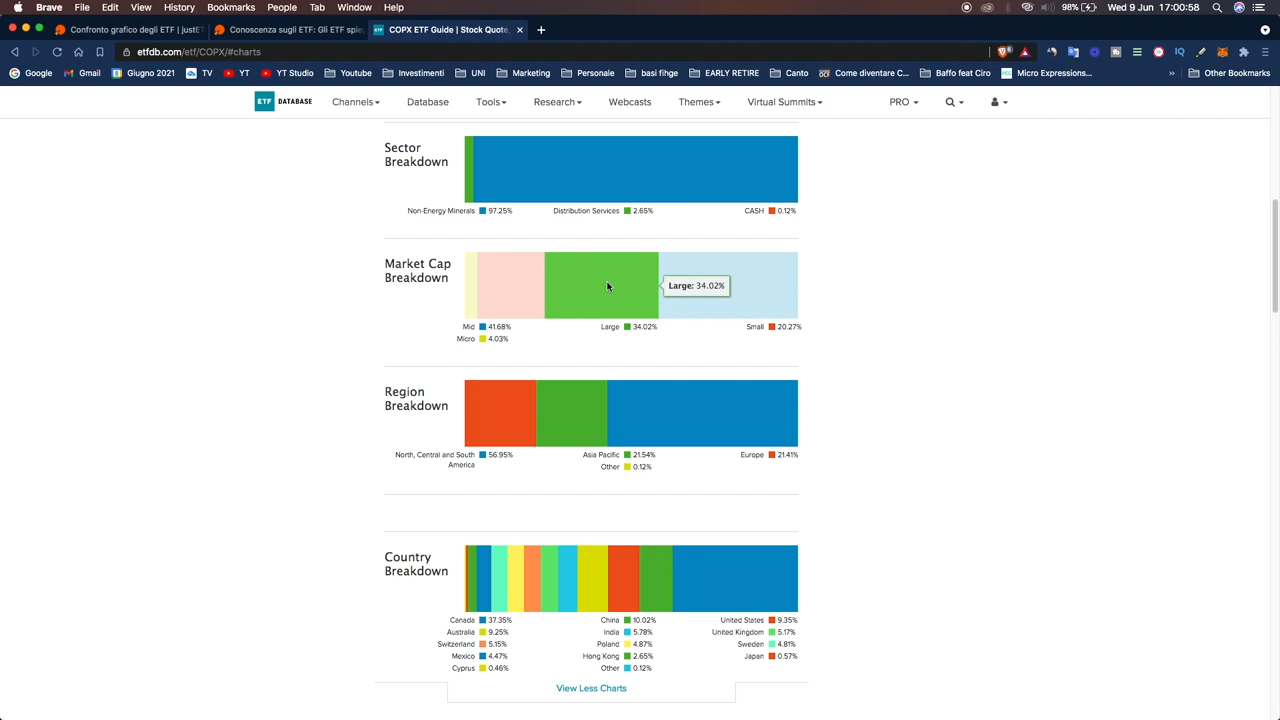 Brave File Edit View History Bookmarks People Tab Window Help
98% Wed 16 June 17:00:25
Confronto grafico degli ETF | justET
Conoscenza sugli ETF: Gli ETF spie
COPX ETF Guide | Stock Quote,
etfdb.com/etf/COPX/#charts
Google Gmail Giugno 2021 TV YT YT Studio Youtube Investimenti UNI Marketing Personale basi finghe EARLY RETIRE Canto Come diventare C... Baffo feat Ciro Micro Expressions... » Other Bookmarks
ETF DATABASE Channels Database Tools Research Webcasts Themes Virtual Summits PRO
Sector
Breakdown
Non-Energy Minerals 97.25% Distribution Services 2.65% CASH 0.12%
Market Cap
Breakdown
Large: 34.02%
Mid 41.68% Large 34.02% Small 20.27%
Micro 4.03%
Region
Breakdown
North, Central and South
America 56.95% Asia Pacific 21.54% Europe 21.41%
Other 0.12%
Country
Breakdown
Canada 37.35% China 10.02% United States 9.35%
Australia 9.25% India 5.78% United Kingdom 5.17%
Switzerland 5.15% Poland 4.87% Sweden 4.81%
Mexico 4.47% Hong Kong 2.65% Japan 0.57%
Cyprus 0.46% Other 0.12%
View Less Charts